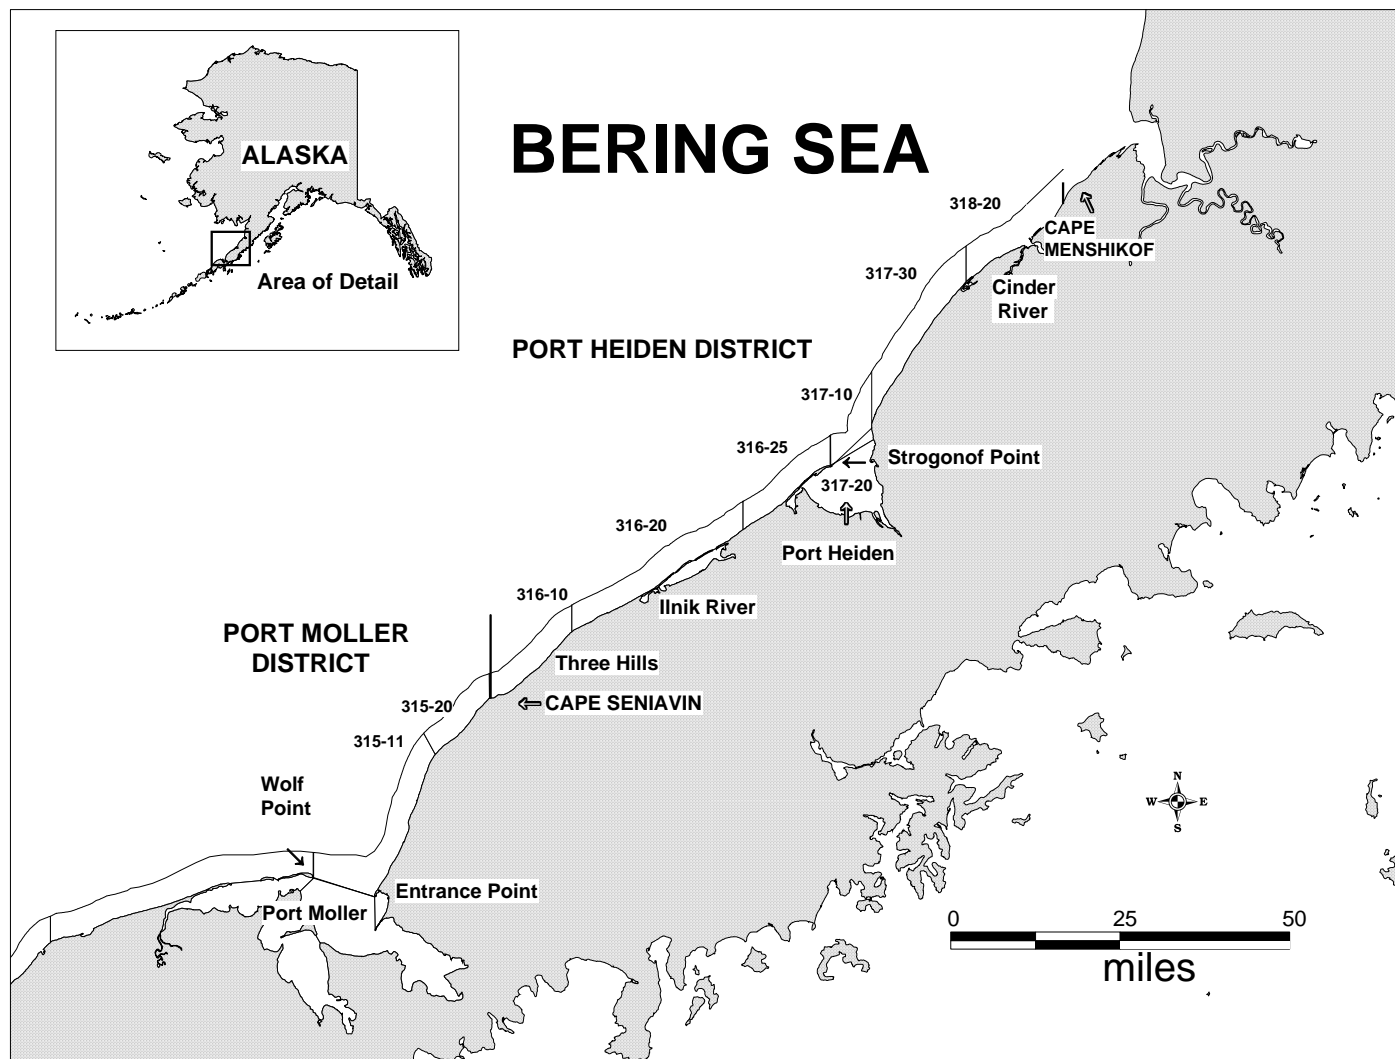 BERING SEA
ALASKA
Area of Detail
318-20
CAPE
MENSHIKOF
317-30
Cinder
River
PORT HEIDEN DISTRICT
317-10
316-25
Strogonof Point
317-20
316-20
Port Heiden
316-10
Ilnik River
PORT MOLLER
DISTRICT
Three Hills
315-20
CAPE SENIAVIN
315-11
Wolf
Point
N
W E
S
Entrance Point
Port Moller
0 25 50
miles